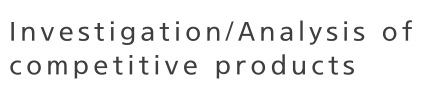 Investigation/Analysis of
competitive products